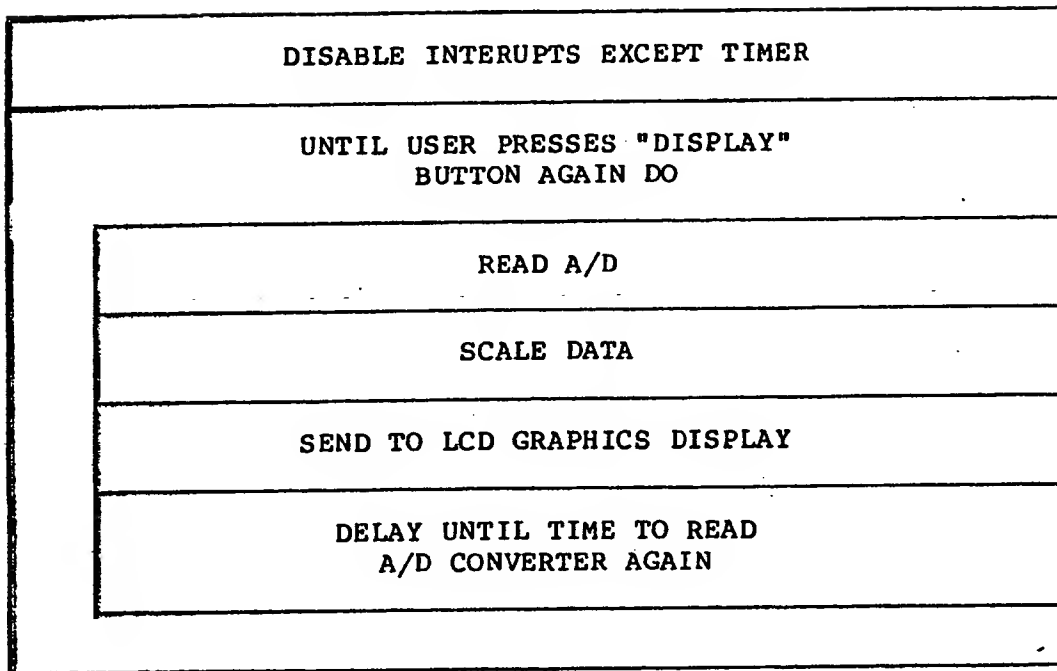 DISABLE INTERUPTS EXCEPT TIMER
UNTIL USER PRESSES "DISPLAY"
BUTTON AGAIN DO
READ A/D
SCALE DATA
SEND TO LCD GRAPHICS DISPLAY
DELAY UNTIL TIME TO READ
A/D CONVERTER AGAIN